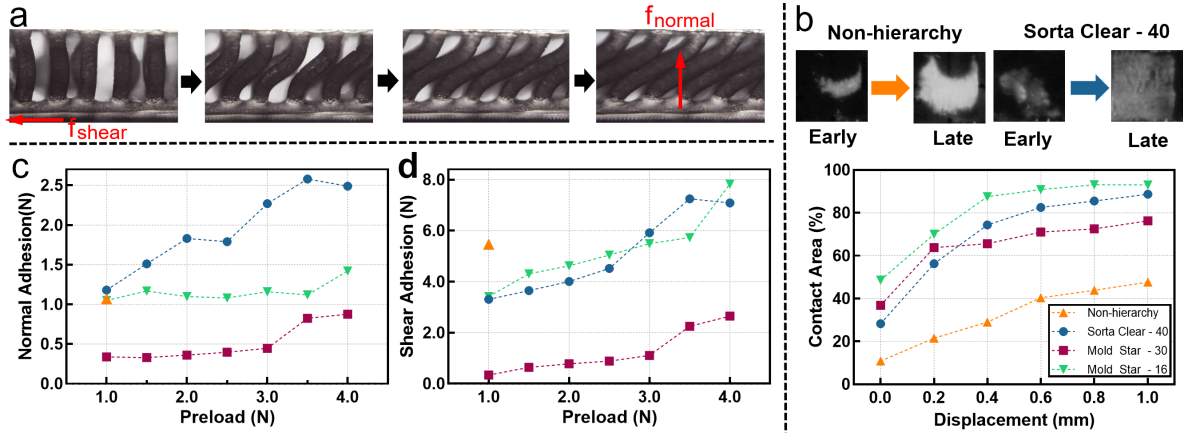 a
f_shear
f_normal
b
Non-hierarchy
Sorta Clear - 40
Early
Late
Early
Late
c
Normal Adhesion(N)
2.5
2.0
1.5
1.0
0.5
0.0
1.0
2.0
3.0
4.0
Preload (N)
d
Shear Adhesion (N)
8.0
6.0
4.0
2.0
0.0
1.0
2.0
3.0
4.0
Preload (N)
Contact Area (%)
100
80
60
40
20
0
0.0
0.2
0.4
0.6
0.8
1.0
Displacement (mm)
Non-hierarchy
Sorta Clear - 40
Mold Star - 30
Mold Star - 16